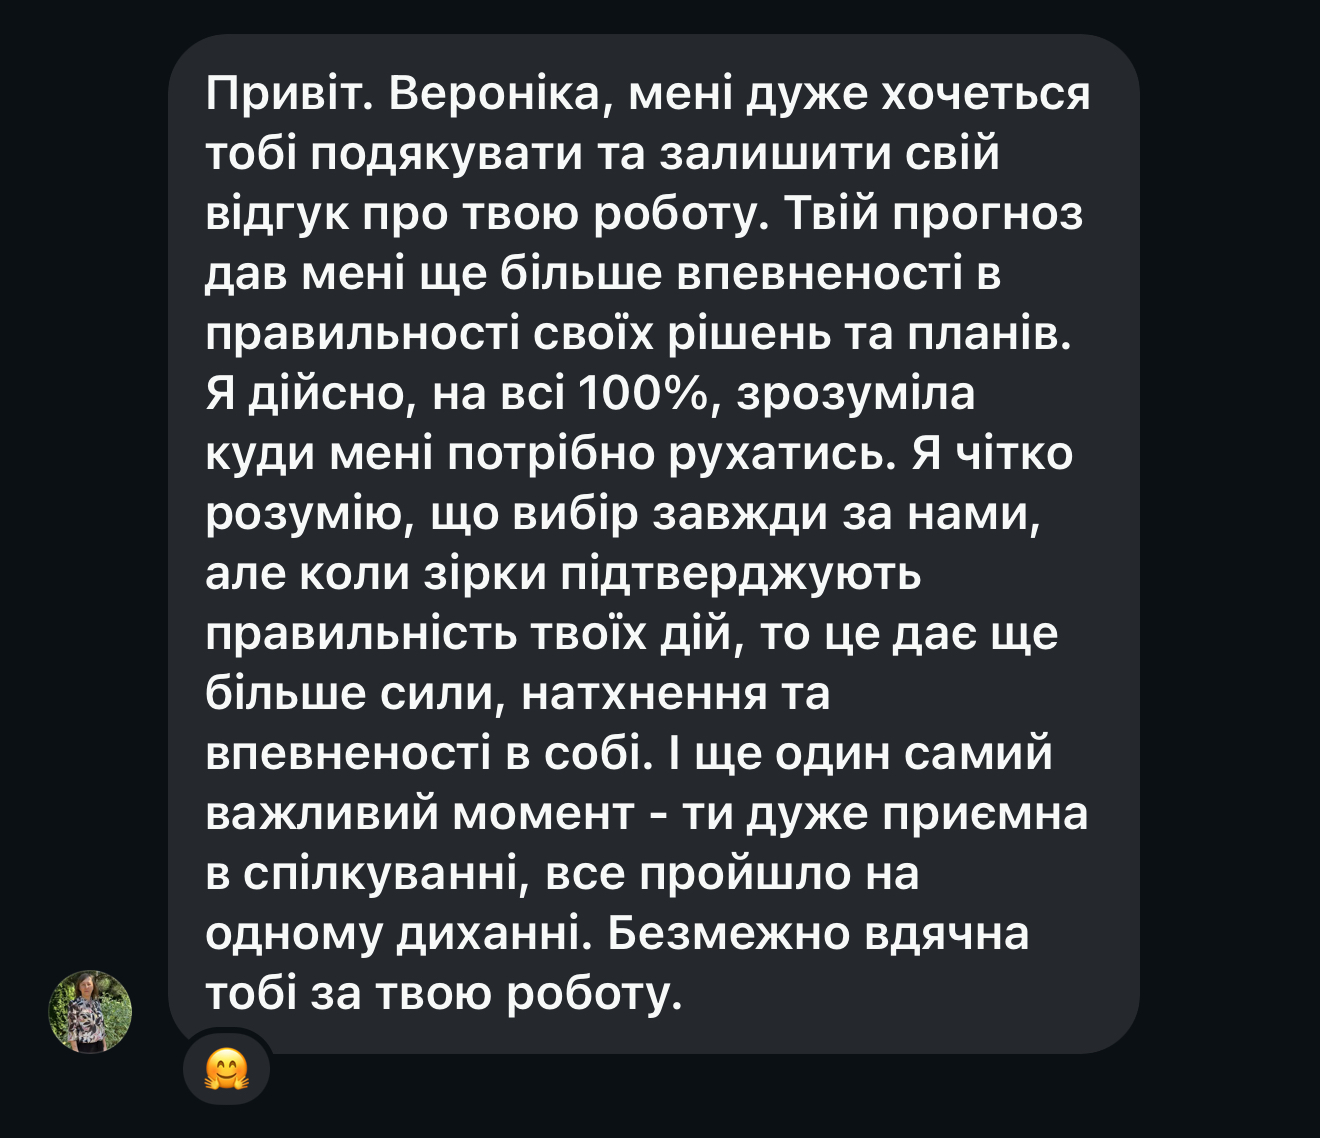 Привіт. Вероніка, мені дуже хочеться
тобі подякувати та залишити свій
відгук про твою роботу. Твій прогноз
дав мені ще більше впевненості в
правильності своїх рішень та планів.
Я дійсно, на всі 100%, зрозуміла
куди мені потрібно рухатись. Я чітко
розумію, що вибір завжди за нами,
але коли зірки підтверджують
правильність твоїх дій, то це дає ще
більше сили, натхнення та
впевненості в собі. І ще один самий
важливий момент - ти дуже приємна
в спілкуванні, все пройшло на
одному диханні. Безмежно вдячна
тобі за твою роботу.